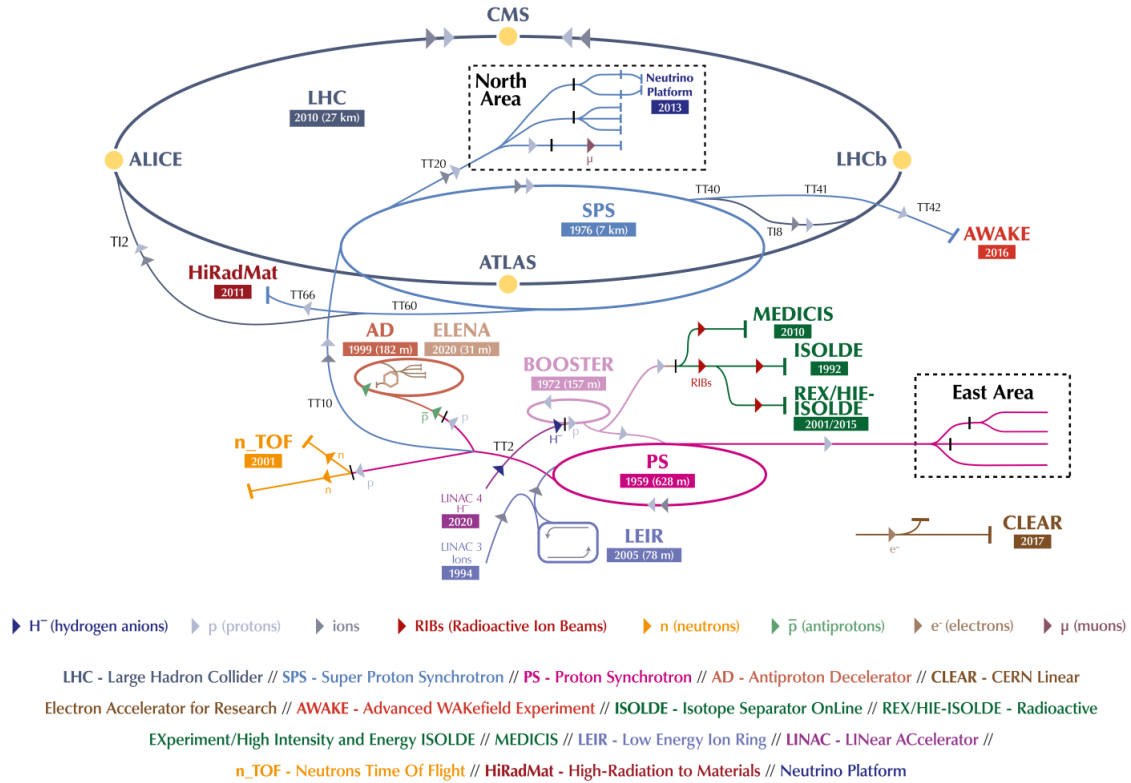 CMS
North
Area
Neutrino
Platform
2013
LHC
2010 (27 km)
ALICE
LHCb
μ
TT20
TT40
TT41
TT42
SPS
1976 (7 km)
TI8
TI2
AWAKE
2016
ATLAS
HiRadMat
2011
TT66
TT60
AD
1999 (182 m)
ELENA
2020 (31 m)
MEDICIS
2010
BOOSTER
1972 (157 m)
ISOLDE
1992
RIBs
REX/HIE-
ISOLDE
2001/2015
East Area
TT10
p̅
p
p
H⁻
TT2
n_TOF
2001
n
n
p
PS
1959 (628 m)
LINAC 4
H⁻
2020
LINAC 3
Ions
1994
LEIR
2005 (78 m)
e⁻
CLEAR
2017
H⁻ (hydrogen anions) p (protons) ions RIBs (Radioactive Ion Beams) n (neutrons) p̅ (antiprotons) e⁻ (electrons) μ (muons)
LHC - Large Hadron Collider // SPS - Super Proton Synchrotron // PS - Proton Synchrotron // AD - Antiproton Decelerator // CLEAR - CERN Linear
Electron Accelerator for Research // AWAKE - Advanced WAKefield Experiment // ISOLDE - Isotope Separator OnLine // REX/HIE-ISOLDE - Radioactive
EXperiment/High Intensity and Energy ISOLDE // MEDICIS // LEIR - Low Energy Ion Ring // LINAC - LINear ACcelerator //
n_TOF - Neutrons Time Of Flight // HiRadMat - High-Radiation to Materials // Neutrino Platform